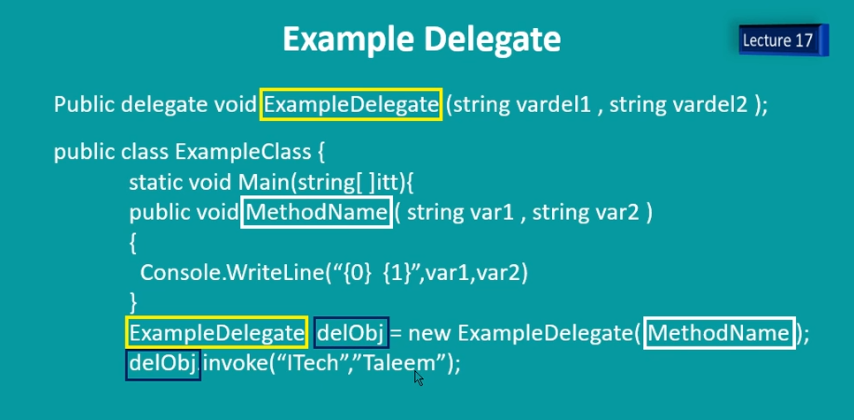 Example Delegate
Lecture 17
Public delegate void ExampleDelegate (string vardel1 , string vardel2 );
public class ExampleClass {
static void Main(string[ ]itt){
public void MethodName ( string var1 , string var2 )
{
Console.WriteLine(“{0} {1}”,var1,var2)
}
ExampleDelegate delObj = new ExampleDelegate( MethodName );
delObj.invoke(“ITech”,”Taleem”);